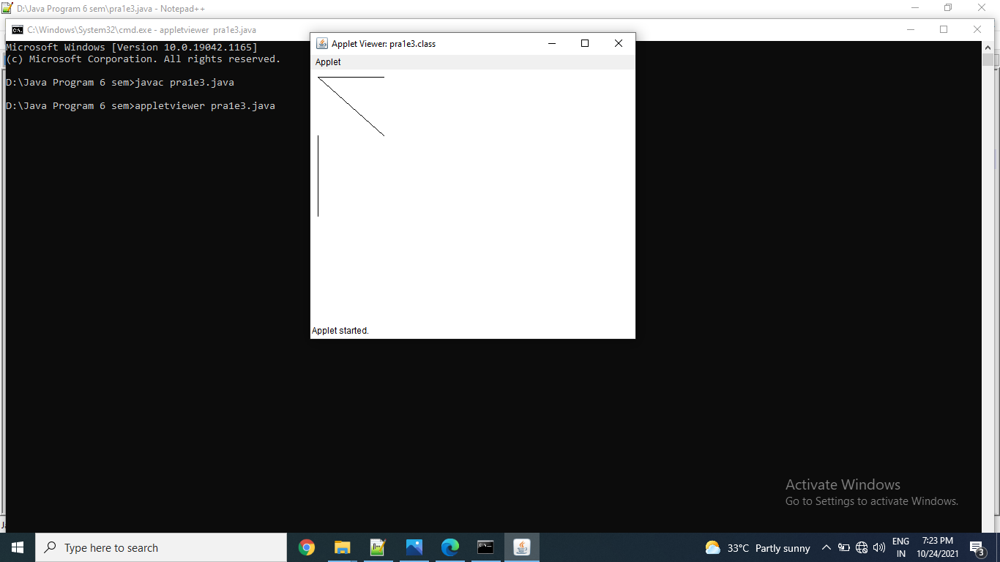 D:\Java Program 6 sem\pra1e3.java - Notepad++
C:\Windows\System32\cmd.exe - appletviewer  pra1e3.java
Microsoft Windows [Version 10.0.19042.1165]
(c) Microsoft Corporation. All rights reserved.
D:\Java Program 6 sem>javac pra1e3.java
D:\Java Program 6 sem>appletviewer pra1e3.java
Applet Viewer: pra1e3.class
Applet
Applet started.
Activate Windows
Go to Settings to activate Windows.
Type here to search
33°C Partly sunny
ENG
IN
7:23 PM
10/24/2021
3